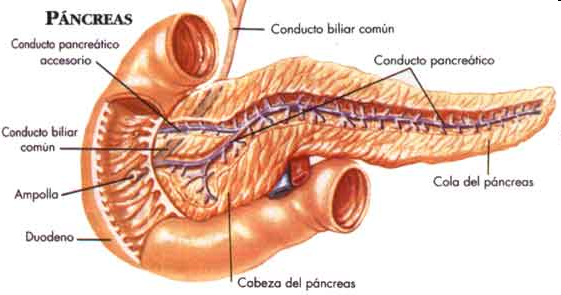 PÁNCREAS
Conducto pancreático
accesorio
Conducto biliar común
Conducto pancreático
Conducto biliar
común
Ampolla
Cola del páncreas
Duodeno
Cabeza del páncreas